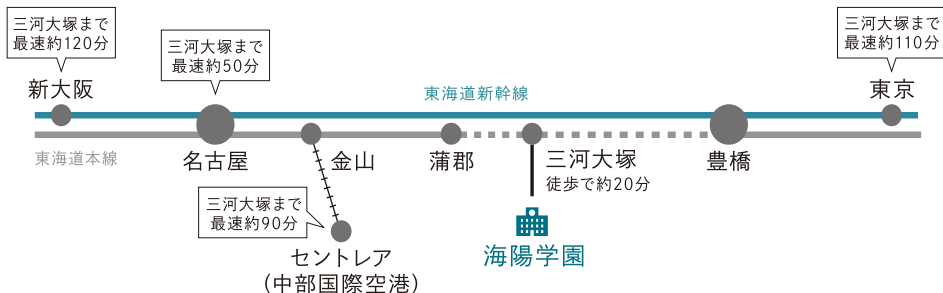 三河大塚まで
最速約120分
新大阪
三河大塚まで
最速約50分
東海道新幹線
三河大塚まで
最速約110分
東京
東海道本線
名古屋
金山
蒲郡
三河大塚
徒歩で約20分
豊橋
三河大塚まで
最速約90分
セントレア
(中部国際空港)
海陽学園